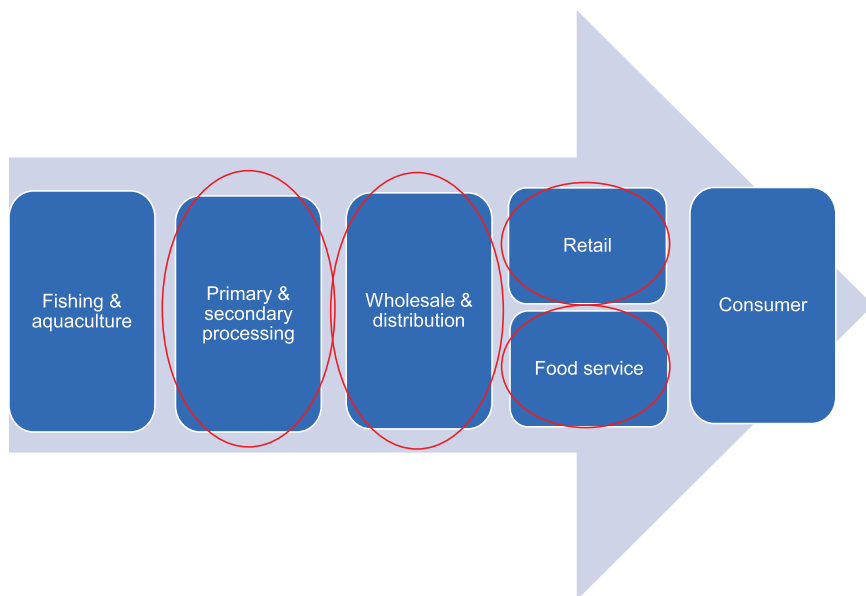 Fishing &
aquaculture
Primary &
secondary
processing
Wholesale &
distribution
Retail
Food service
Consumer